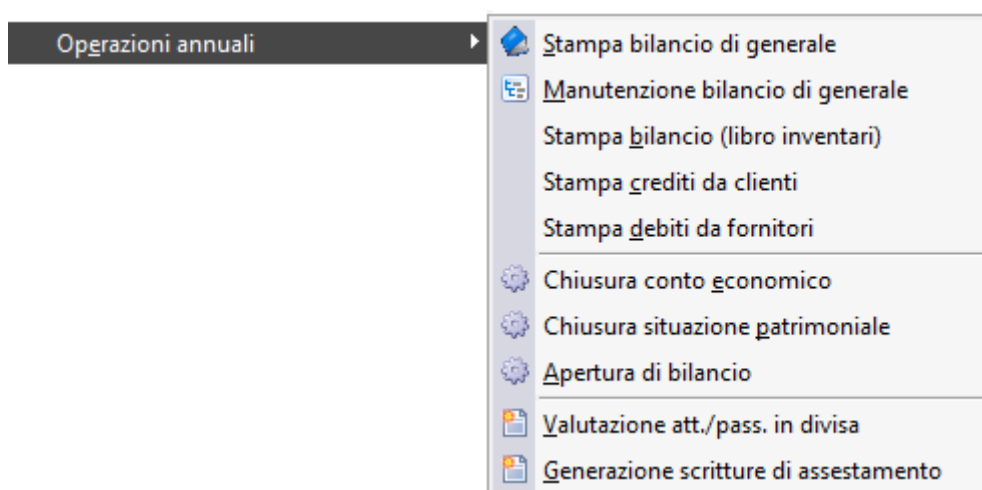 Operazioni annuali
Stampa bilancio di generale
Manutenzione bilancio di generale
Stampa bilancio (libro inventari)
Stampa crediti da clienti
Stampa debiti da fornitori
Chiusura conto economico
Chiusura situazione patrimoniale
Apertura di bilancio
Valutazione att./pass. in divisa
Generazione scritture di assestamento